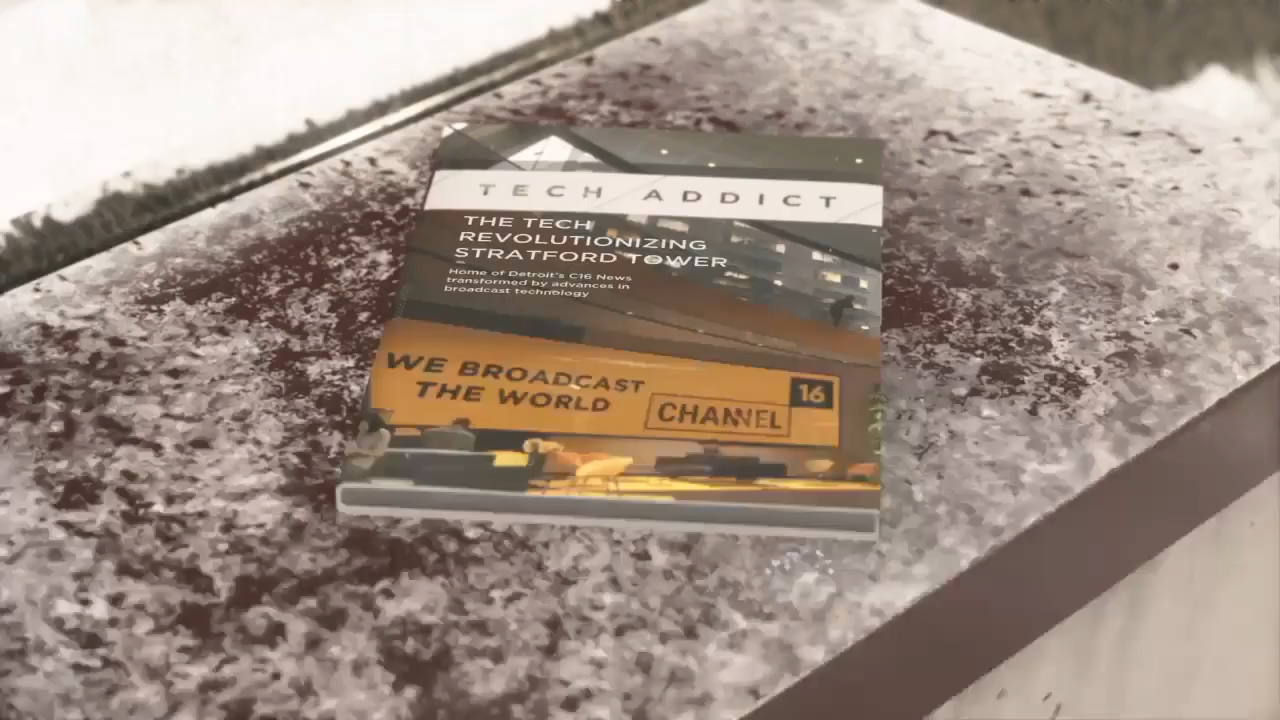 TECH ADDICT
THE TECH
REVOLUTIONIZING
STRATFORD TOWER
Home of Detroit's C16 News
transformed by advances in
broadcast technology
WE BROADCAST
THE WORLD
CHANNEL
16